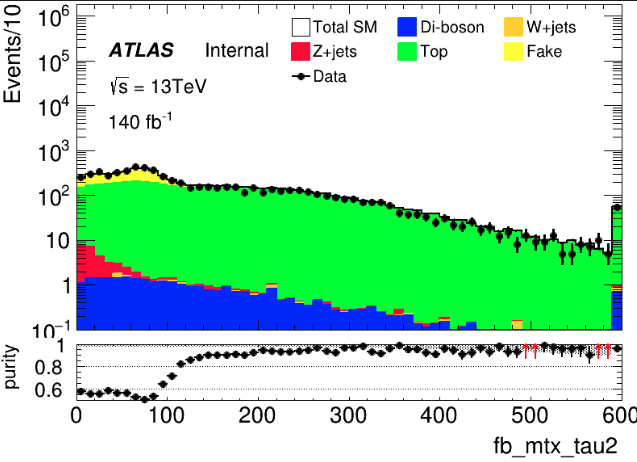 Events/10
10⁶
10⁵
10⁴
10³
10²
10
1
10⁻¹
ATLAS Internal
√s = 13TeV
140 fb⁻¹
Total SM Di-boson W+jets
Z+jets Top Fake
Data
purity
1
0.8
0.6
0 100 200 300 400 500 600
fb_mtx_tau2